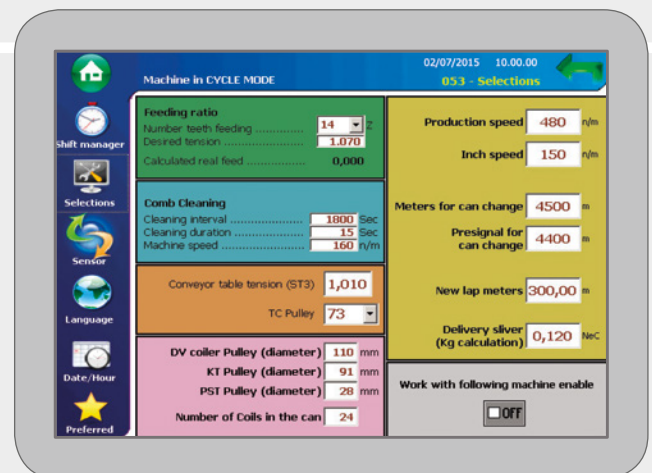 Machine in CYCLE MODE
02/07/2015 10.00.00
053 - Selections
Shift manager
Selections
Sensor
Language
Date/Hour
Preferred
Feeding ratio
Number teeth feeding ............. 14 Z
Desired tension ....................... 1.070
Calculated real feed ................ 0,000
Comb Cleaning
Cleaning interval ..................... 1800 Sec
Cleaning duration .................... 15 Sec
Machine speed ........................ 160 n/m
Conveyor table tension (ST3) 1,010
TC Pulley 73
DV coiler Pulley (diameter) 110 mm
KT Pulley (diameter) 91 mm
PST Pulley (diameter) 28 mm
Number of Coils in the can 24
Production speed 480 n/m
Inch speed 150 n/m
Meters for can change 4500 m
Presignal for
can change 4400 m
New lap meters 300,00 m
Delivery sliver
(Kg calculation) 0,120 NeC
Work with following machine enable
OFF